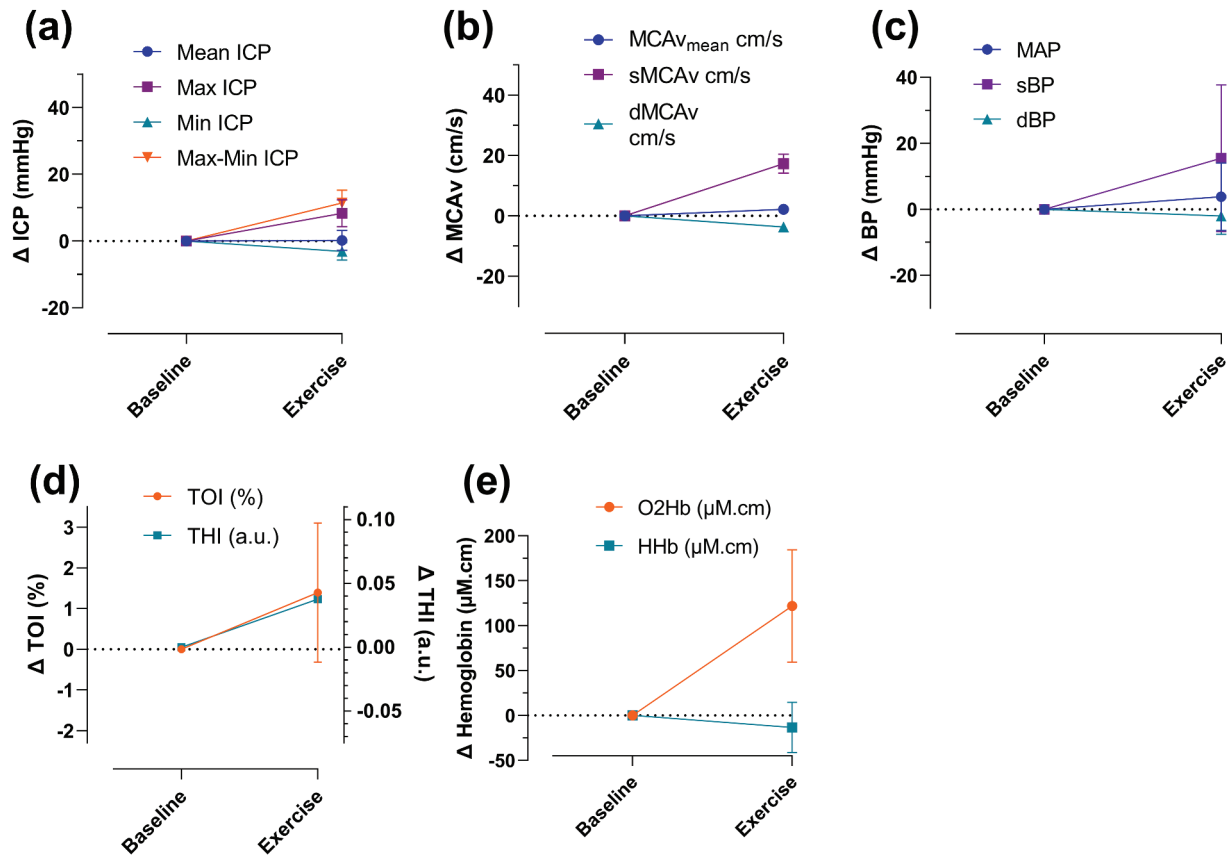 (a)
Mean ICP
Max ICP
Min ICP
Max-Min ICP
Δ ICP (mmHg)
40
20
0
-20
Baseline
Exercise
(b)
MCAvmean cm/s
sMCAv cm/s
dMCAv
cm/s
Δ MCAv (cm/s)
40
20
0
-20
Baseline
Exercise
(c)
MAP
sBP
dBP
Δ BP (mmHg)
40
20
0
-20
Baseline
Exercise
(d)
TOI (%)
THI (a.u.)
Δ TOI (%)
3
2
1
0
-1
-2
0.10
0.05
0.00
-0.05
Δ THI
(a.u.)
Baseline
Exercise
(e)
O2Hb (µM.cm)
HHb (µM.cm)
Δ Hemoglobin (µM.cm)
200
150
100
50
0
-50
Baseline
Exercise